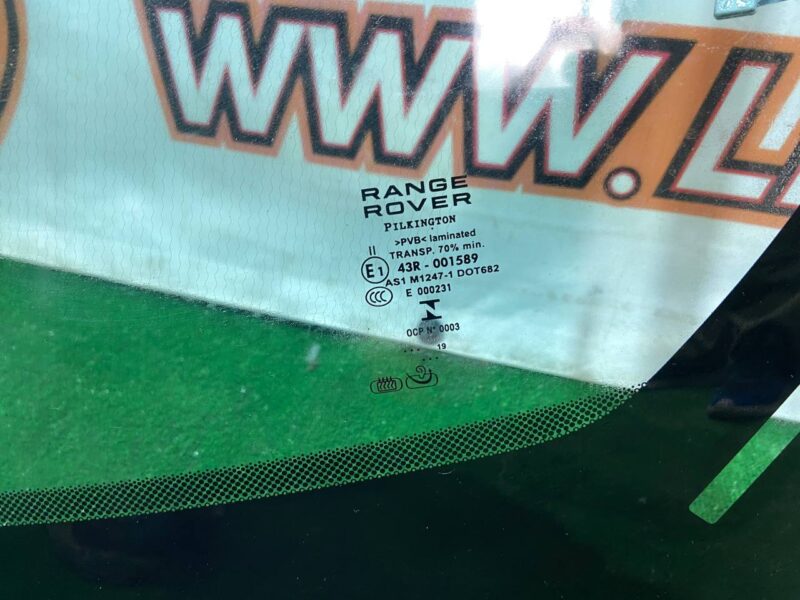 WWW.L
RANGE
ROVER
PILKINGTON
>PVB< laminated
TRANSP. 70% min.
II
E1 43R - 001589
AS1 M1247-1 DOT682
CCC E 000231
N
OCP N° 0003
19